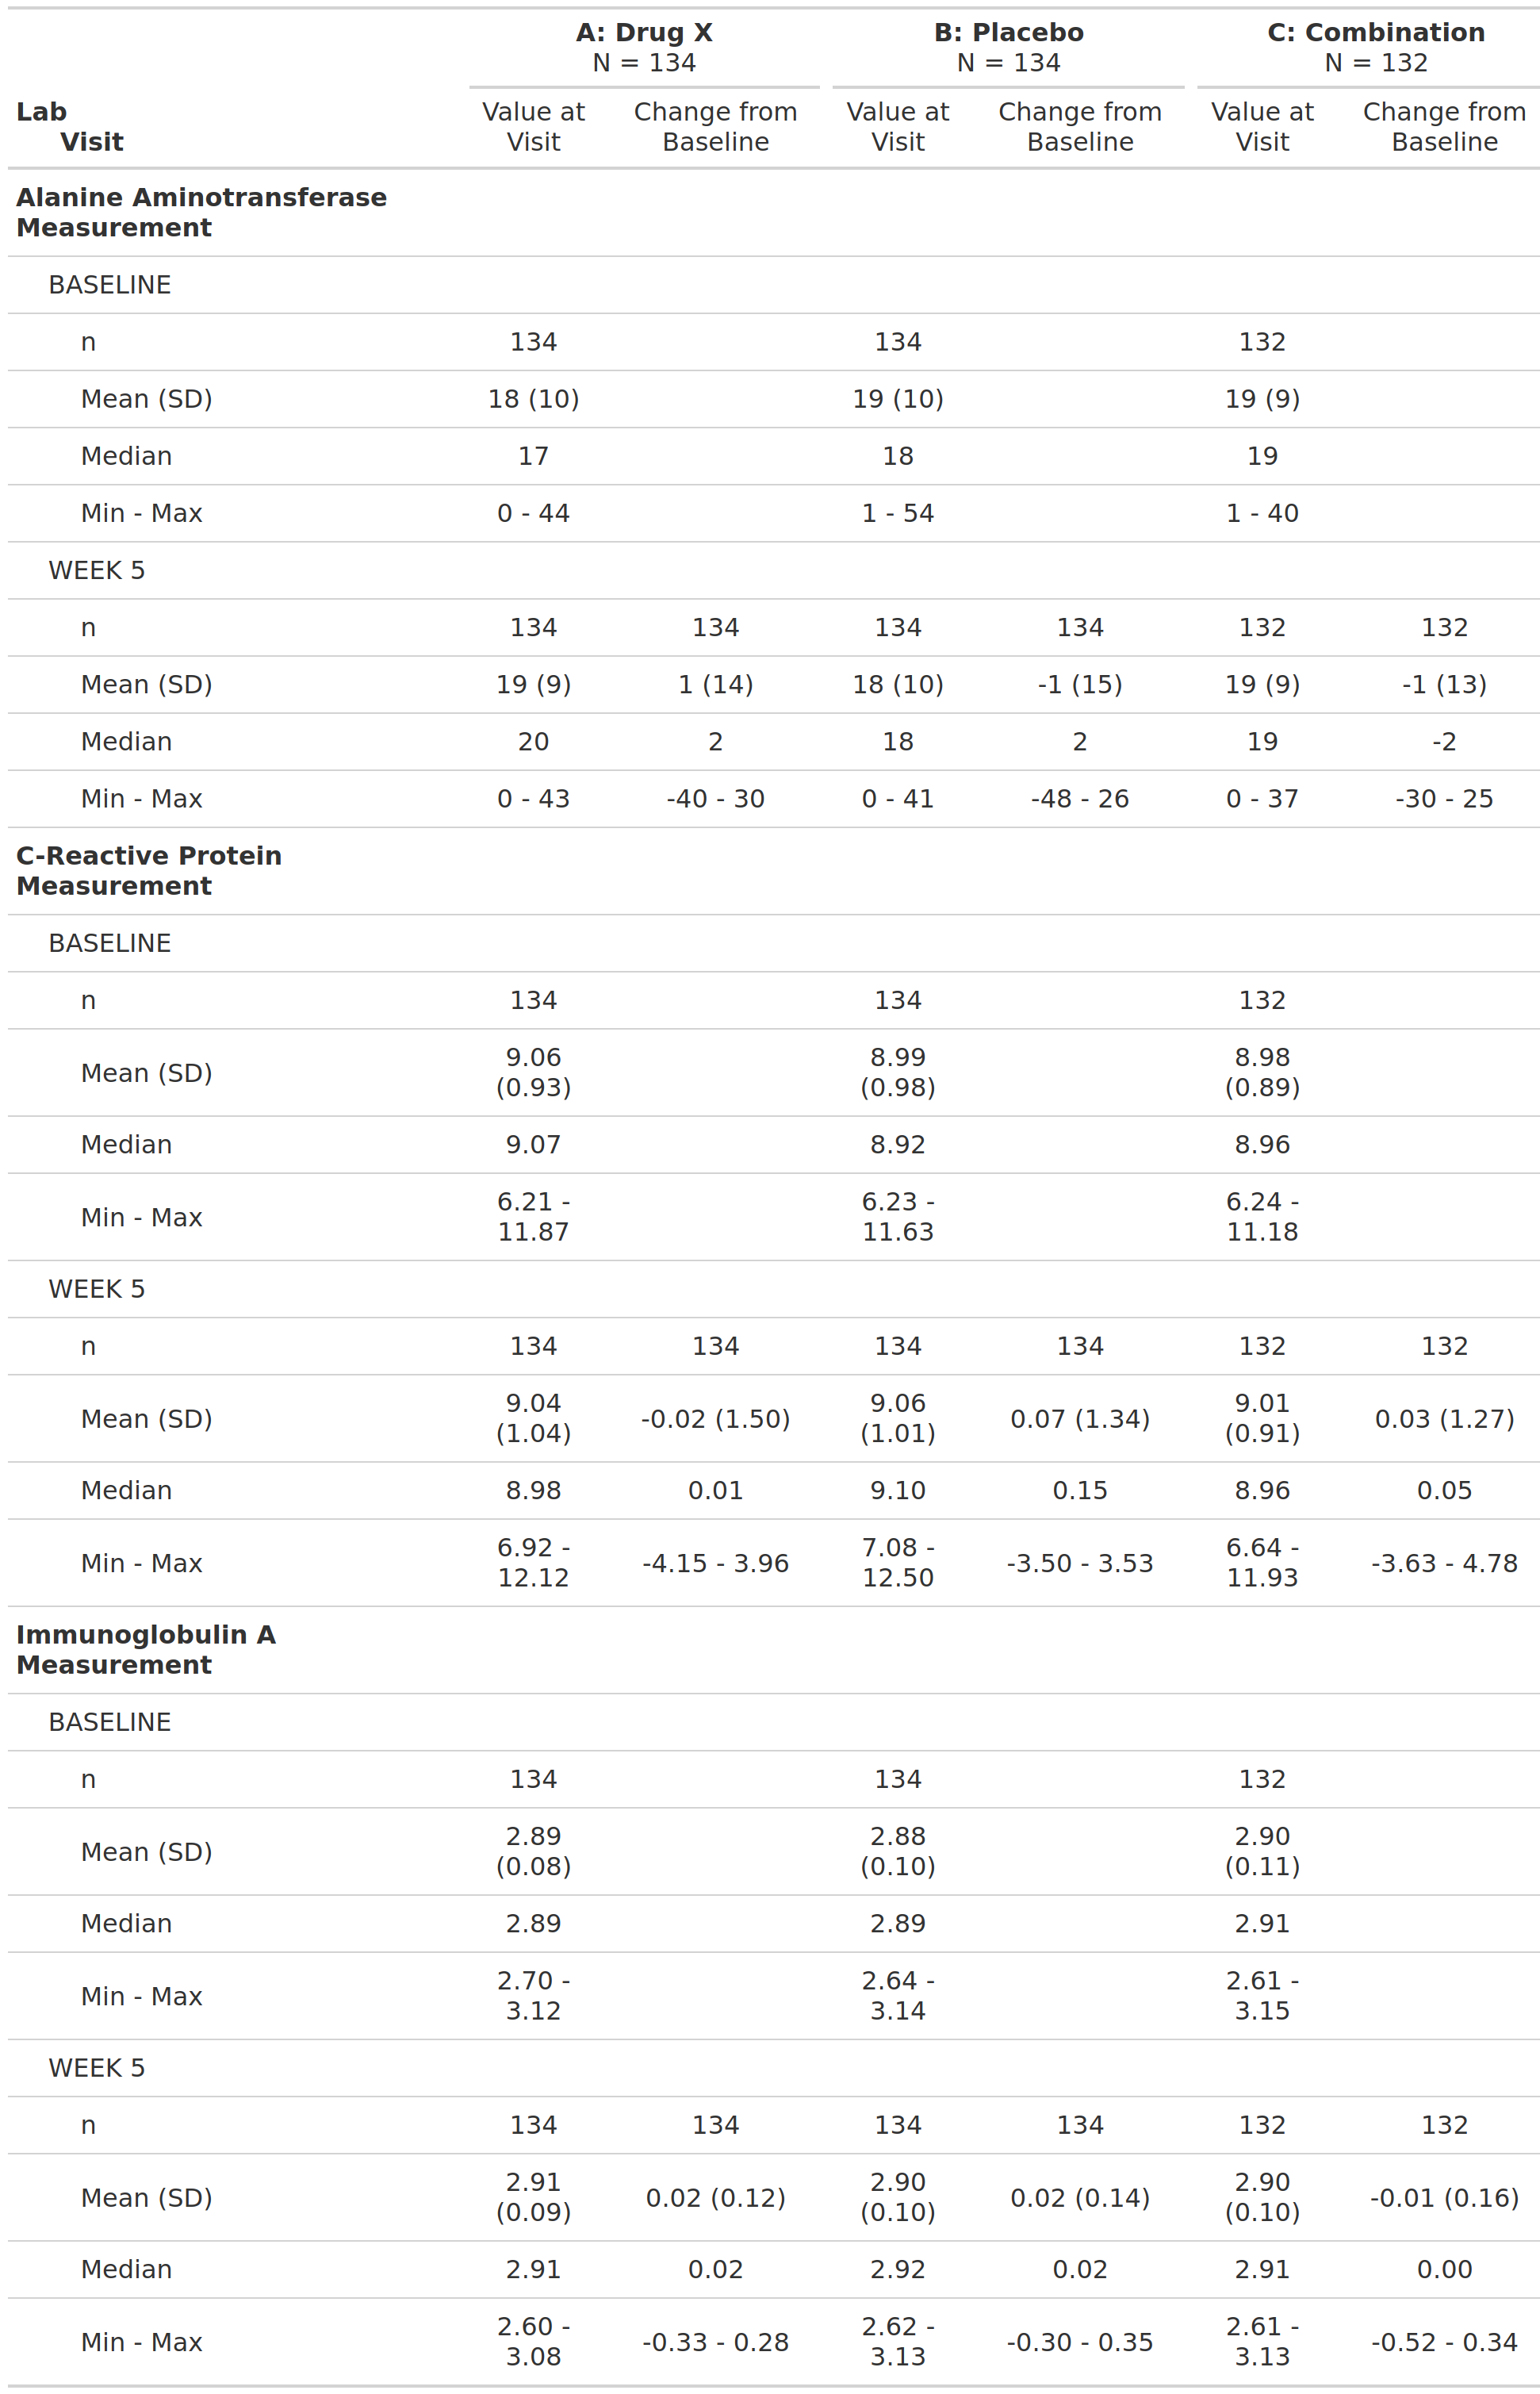 A: Drug X B: Placebo C: Combination
N = 134 N = 134 N = 132
Lab Value at Change from Value at Change from Value at Change from
Visit Visit Baseline Visit Baseline Visit Baseline
Alanine Aminotransferase
Measurement
BASELINE
n 134 134 132
Mean (SD) 18 (10) 19 (10) 19 (9)
Median 17 18 19
Min - Max 0 - 44 1 - 54 1 - 40
WEEK 5
n 134 134 134 134 132 132
Mean (SD) 19 (9) 1 (14) 18 (10) -1 (15) 19 (9) -1 (13)
Median 20 2 18 2 19 -2
Min - Max 0 - 43 -40 - 30 0 - 41 -48 - 26 0 - 37 -30 - 25
C-Reactive Protein
Measurement
BASELINE
n 134 134 132
Mean (SD) 9.06 (0.93) 8.99 (0.98) 8.98 (0.89)
Median 9.07 8.92 8.96
Min - Max 6.21 - 11.87 6.23 - 11.63 6.24 - 11.18
WEEK 5
n 134 134 134 134 132 132
Mean (SD) 9.04 (1.04) -0.02 (1.50) 9.06 (1.01) 0.07 (1.34) 9.01 (0.91) 0.03 (1.27)
Median 8.98 0.01 9.10 0.15 8.96 0.05
Min - Max 6.92 - 12.12 -4.15 - 3.96 7.08 - 12.50 -3.50 - 3.53 6.64 - 11.93 -3.63 - 4.78
Immunoglobulin A
Measurement
BASELINE
n 134 134 132
Mean (SD) 2.89 (0.08) 2.88 (0.10) 2.90 (0.11)
Median 2.89 2.89 2.91
Min - Max 2.70 - 3.12 2.64 - 3.14 2.61 - 3.15
WEEK 5
n 134 134 134 134 132 132
Mean (SD) 2.91 (0.09) 0.02 (0.12) 2.90 (0.10) 0.02 (0.14) 2.90 (0.10) -0.01 (0.16)
Median 2.91 0.02 2.92 0.02 2.91 0.00
Min - Max 2.60 - 3.08 -0.33 - 0.28 2.62 - 3.13 -0.30 - 0.35 2.61 - 3.13 -0.52 - 0.34